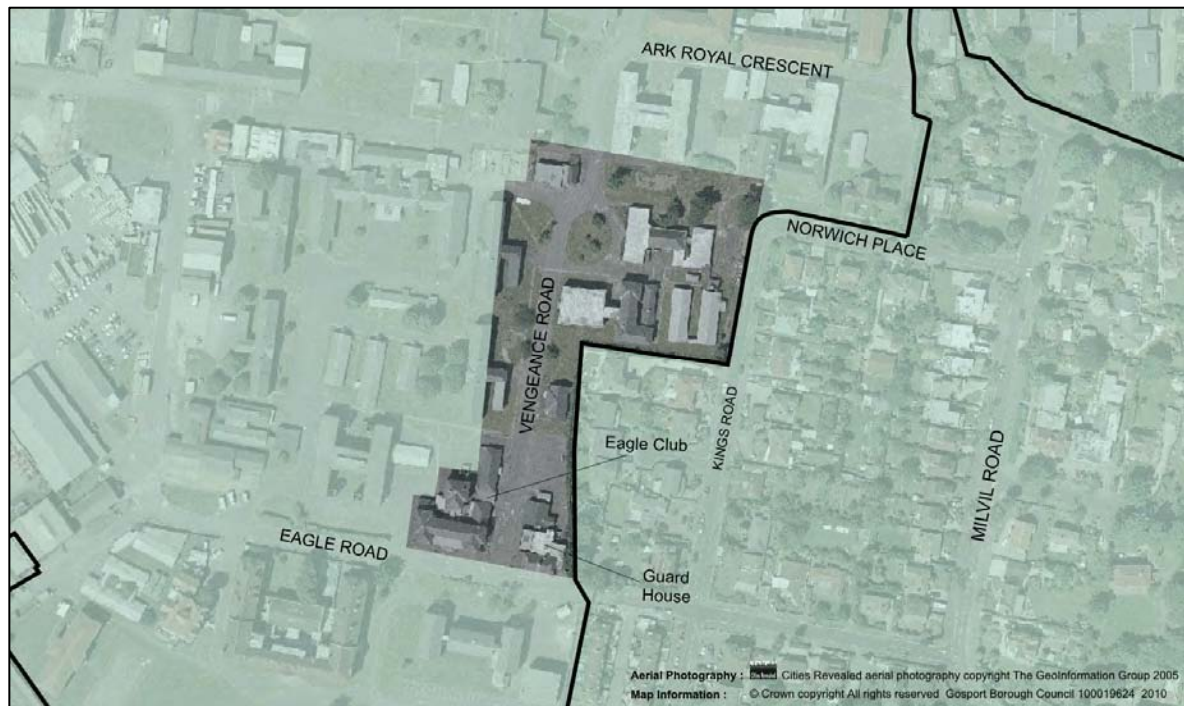 ARK ROYAL CRESCENT
NORWICH PLACE
VENGEANCE ROAD
KINGS ROAD
Eagle Club
MILVIL ROAD
EAGLE ROAD
Guard
House
Aerial Photography : Cities Revealed aerial photography copyright The GeoInformation Group 2005
Map Information : © Crown copyright All rights reserved Gosport Borough Council 100019624 2010